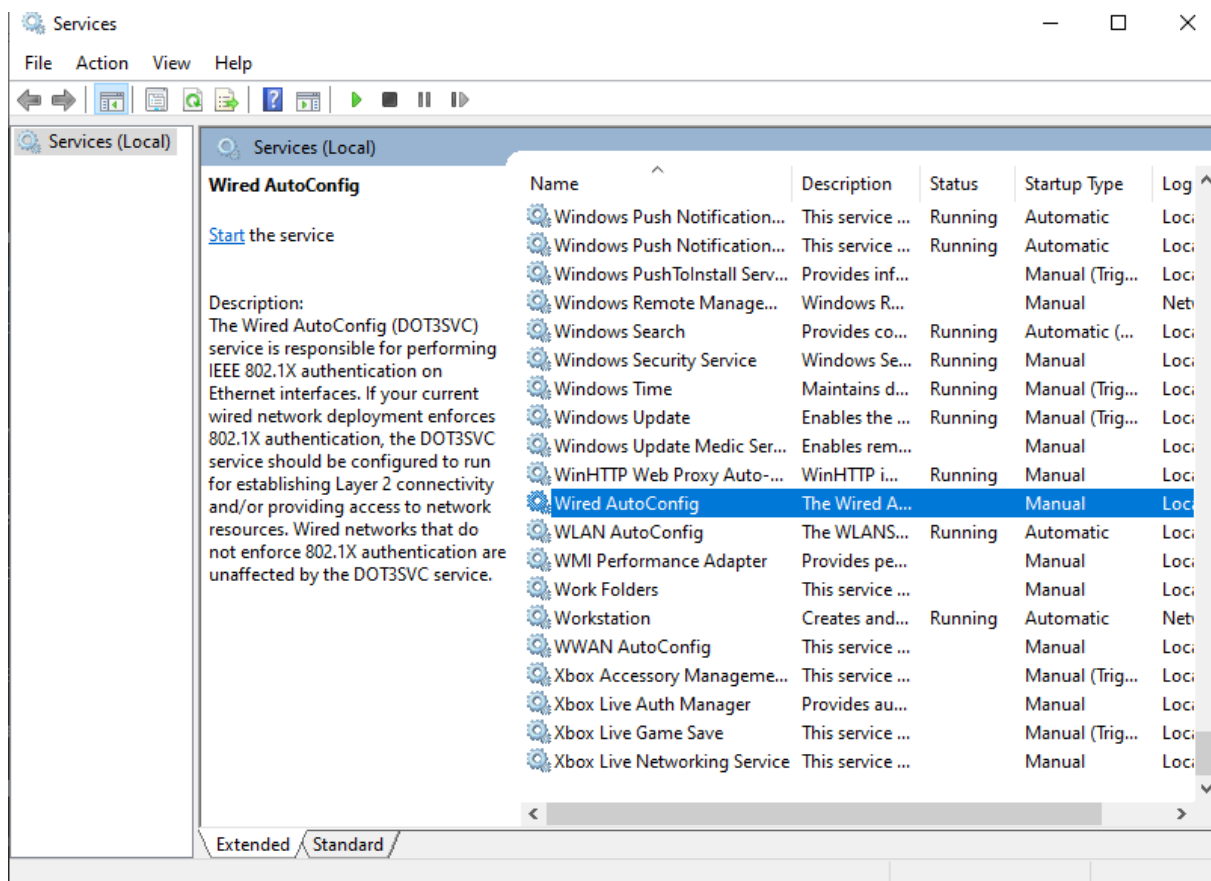 Services
File Action View Help
Services (Local)
Services (Local)
Wired AutoConfig
Start the service
Description:
The Wired AutoConfig (DOT3SVC)
service is responsible for performing
IEEE 802.1X authentication on
Ethernet interfaces. If your current
wired network deployment enforces
802.1X authentication, the DOT3SVC
service should be configured to run
for establishing Layer 2 connectivity
and/or providing access to network
resources. Wired networks that do
not enforce 802.1X authentication are
unaffected by the DOT3SVC service.
Name Description Status Startup Type Log
Windows Push Notification... This service ... Running Automatic Loca
Windows Push Notification... This service ... Running Automatic Loca
Windows PushToInstall Serv... Provides inf... Manual (Trig... Loca
Windows Remote Manage... Windows R... Manual Netw
Windows Search Provides co... Running Automatic (... Loca
Windows Security Service Windows Se... Running Manual Loca
Windows Time Maintains d... Running Manual (Trig... Loca
Windows Update Enables the ... Running Manual (Trig... Loca
Windows Update Medic Ser... Enables rem... Manual Loca
WinHTTP Web Proxy Auto-... WinHTTP i... Running Manual Loca
Wired AutoConfig The Wired A... Manual Loca
WLAN AutoConfig The WLANS... Running Automatic Loca
WMI Performance Adapter Provides pe... Manual Loca
Work Folders This service ... Manual Loca
Workstation Creates and... Running Automatic Netw
WWAN AutoConfig This service ... Manual Loca
Xbox Accessory Manageme... This service ... Manual (Trig... Loca
Xbox Live Auth Manager Provides au... Manual Loca
Xbox Live Game Save This service ... Manual (Trig... Loca
Xbox Live Networking Service This service ... Manual Loca
Extended Standard